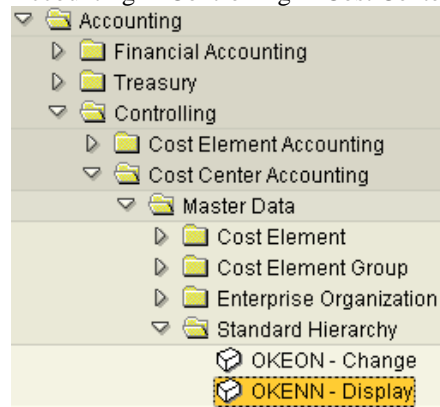 Accounting
Financial Accounting
Treasury
Controlling
Cost Element Accounting
Cost Center Accounting
Master Data
Cost Element
Cost Element Group
Enterprise Organization
Standard Hierarchy
OKEON - Change
OKENN - Display